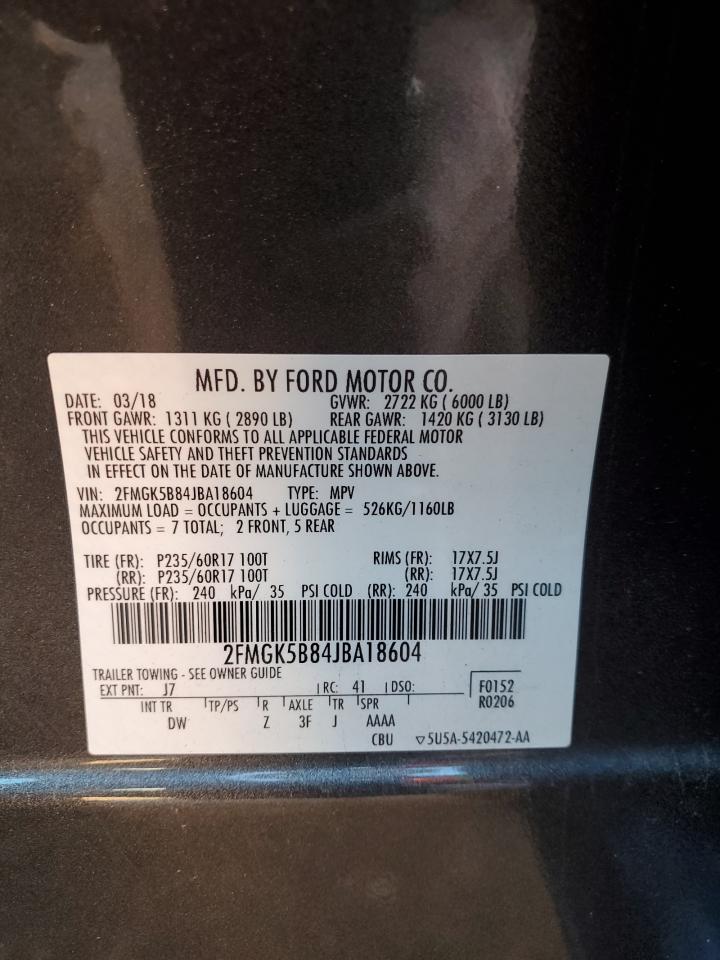 MFD. BY FORD MOTOR CO.
DATE: 03/18 GVWR: 2722 KG ( 6000 LB)
FRONT GAWR: 1311 KG ( 2890 LB) REAR GAWR: 1420 KG ( 3130 LB)
THIS VEHICLE CONFORMS TO ALL APPLICABLE FEDERAL MOTOR
VEHICLE SAFETY AND THEFT PREVENTION STANDARDS
IN EFFECT ON THE DATE OF MANUFACTURE SHOWN ABOVE.
VIN: 2FMGK5B84JBA18604 TYPE: MPV
MAXIMUM LOAD = OCCUPANTS + LUGGAGE = 526KG/1160LB
OCCUPANTS = 7 TOTAL; 2 FRONT, 5 REAR
TIRE (FR): P235/60R17 100T RIMS (FR): 17X7.5J
(RR): P235/60R17 100T (RR): 17X7.5J
PRESSURE (FR): 240 kPa/ 35 PSI COLD (RR): 240 kPa/ 35 PSI COLD
2FMGK5B84JBA18604
TRAILER TOWING - SEE OWNER GUIDE
EXT PNT: J7 RC: 41 DSO: F0152
INT TR TP/PS R AXLE TR SPR R0206
DW Z 3F J AAAA
CBU ▽5U5A-5420472-AA